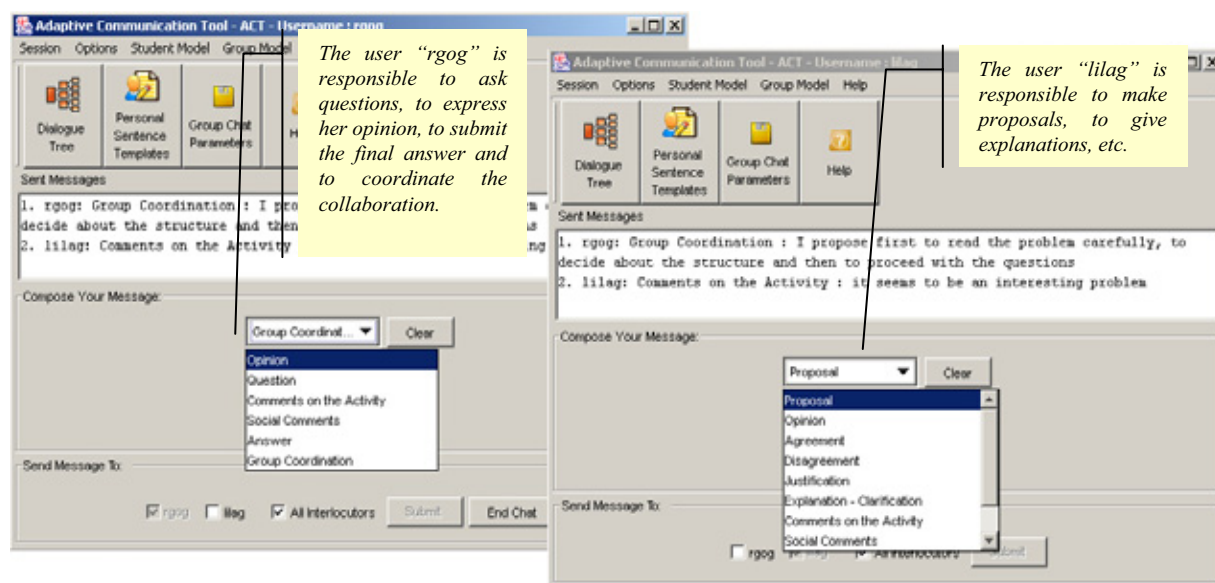 Adaptive Communication Tool - ACT - Username : rgog
Session Options Student Model Group Model
Dialogue Tree
Personal Sentence Templates
Group Chat Parameters
Sent Messages
1. rgog: Group Coordination : I pro
decide about the structure and then
2. lilag: Comments on the Activity
Compose Your Message:
Group Coordinat... Clear
Opinion
Question
Comments on the Activity
Social Comments
Answer
Group Coordination
Send Message To:
rgog lilag All Interlocutors Submit End Chat
The user “rgog” is
responsible to ask
questions, to express
her opinion, to submit
the final answer and
to coordinate the
collaboration.
Adaptive Communication Tool - ACT - Username : lilag
Session Options Student Model Group Model Help
Dialogue Tree
Personal Sentence Templates
Group Chat Parameters
Help
Sent Messages
1. rgog: Group Coordination : I propose first to read the problem carefully, to
decide about the structure and then to proceed with the questions
2. lilag: Comments on the Activity : it seems to be an interesting problem
Compose Your Message:
Proposal Clear
Proposal
Opinion
Agreement
Disagreement
Justification
Explanation - Clarification
Comments on the Activity
Social Comments
Send Message To:
rgog All Interlocutors Submit
The user “lilag” is
responsible to make
proposals, to give
explanations, etc.